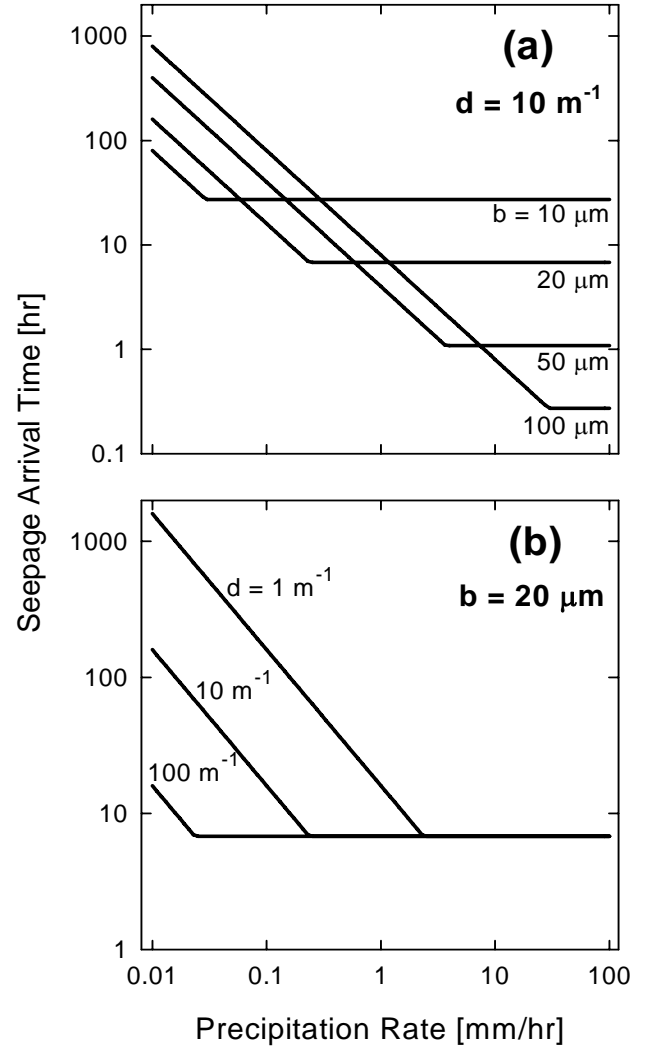 Seepage Arrival Time [hr]
1000
100
10
1
0.1
(a)
d = 10 m⁻¹
b = 10 μm
20 μm
50 μm
100 μm
1000
100
10
1
(b)
b = 20 μm
d = 1 m⁻¹
10 m⁻¹
100 m⁻¹
0.01 0.1 1 10 100
Precipitation Rate [mm/hr]